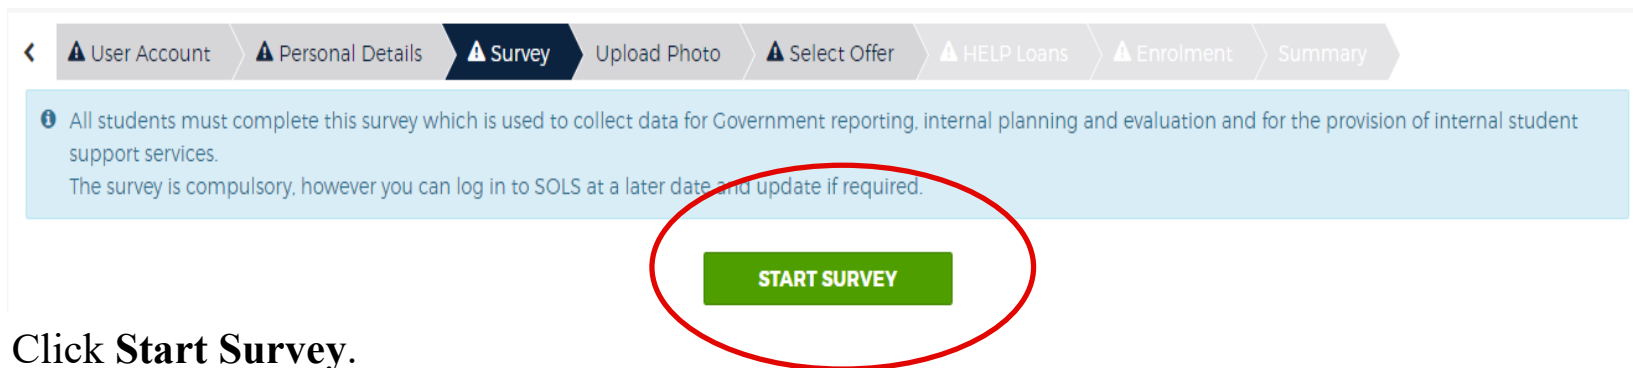 User Account Personal Details Survey Upload Photo Select Offer HELP Loans Enrolment Summary
All students must complete this survey which is used to collect data for Government reporting, internal planning and evaluation and for the provision of internal student
support services.
The survey is compulsory, however you can log in to SOLS at a later date and update if required.
START SURVEY
Click Start Survey.